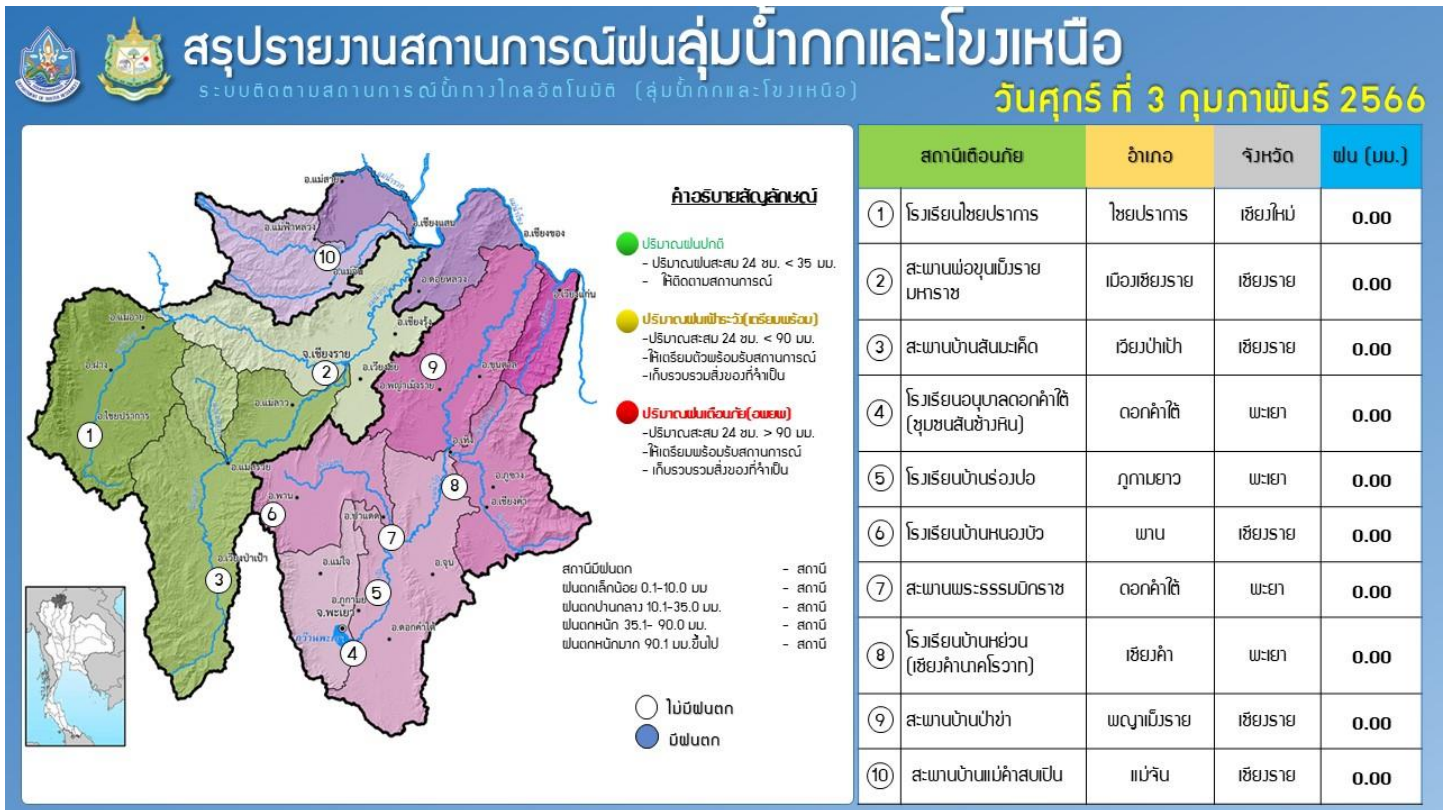 สรุปรายงานสถานการณ์ฝนลุ่มน้ำกกและโขงเหนือ
ระบบติดตามสถานการณ์น้ำทางไกลอัตโนมัติ (ลุ่มน้ำกกและโขงเหนือ)
วันศุกร์ ที่ 3 กุมภาพันธ์ 2566
อ.แม่สาย
อ.แม่ฟ้าหลวง
อ.เชียงแสน
อ.เชียงของ
10
อ.แม่จัน
อ.ดอยหลวง
อ.เวียงแก่น
อ.แม่อาย
อ.เชียงรุ้ง
จ.เชียงราย
อ.ฝาง
2
อ.เวียงชัย
9
อ.ขุนตาล
อ.พญาเม็งราย
อ.ไชยปราการ
อ.แม่ลาว
1
อ.เทิง
อ.แม่สรวย
8
อ.ภูซาง
อ.เชียงคำ
อ.พาน
6
อ.ป่าแดด
7
อ.เวียงป่าเป้า
3
อ.แม่ใจ
อ.จุน
5
อ.ภูกามย
จ.พะเยา
อ.ดอกคำใต้
กว๊านพะเยา
4
คำอธิบายสัญลักษณ์
ปริมาณฝนปกติ
- ปริมาณฝนสะสม 24 ชม. < 35 มม.
- ให้ติดตามสถานการณ์
ปริมาณฝนเฝ้าระวัง(เตรียมพร้อม)
-ปริมาณสะสม 24 ชม. < 90 มม.
-ให้เตรียมตัวพร้อมรับสถานการณ์
-เก็บรวบรวมสิ่งของที่จำเป็น
ปริมาณฝนเตือนภัย(อพยพ)
-ปริมาณสะสม 24 ชม. > 90 มม.
-ให้เตรียมพร้อมรับสถานการณ์
- เก็บรวบรวมสิ่งของที่จำเป็น
สถานีมีฝนตก - สถานี
ฝนตกเล็กน้อย 0.1-10.0 มม - สถานี
ฝนตกปานกลาง 10.1-35.0 มม. - สถานี
ฝนตกหนัก 35.1- 90.0 มม. - สถานี
ฝนตกหนักมาก 90.1 มม.ขึ้นไป - สถานี
ไม่มีฝนตก
มีฝนตก
สถานีเตือนภัย อำเภอ จังหวัด ฝน (มม.)
1 โรงเรียนไชยปราการ ไชยปราการ เชียงใหม่ 0.00
2 สะพานพ่อขุนเม็งราย
มหาราช เมืองเชียงราย เชียงราย 0.00
3 สะพานบ้านสันมะเค็ด เวียงป่าเป้า เชียงราย 0.00
4 โรงเรียนอนุบาลดอกคำใต้
(ชุมชนสันช้างหิน) ดอกคำใต้ พะเยา 0.00
5 โรงเรียนบ้านร่องปอ ภูกามยาว พะเยา 0.00
6 โรงเรียนบ้านหนองบัว พาน เชียงราย 0.00
7 สะพานพระธรรมมิกราช ดอกคำใต้ พะเยา 0.00
8 โรงเรียนบ้านหย่วน
(เชียงคำนาคโรวาท) เชียงคำ พะเยา 0.00
9 สะพานบ้านป่าข่า พญาเม็งราย เชียงราย 0.00
10 สะพานบ้านแม่คำสบเปิน แม่จัน เชียงราย 0.00